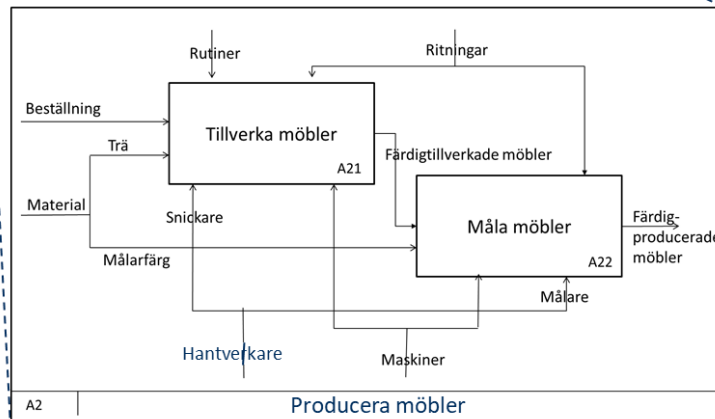 Rutiner
Ritningar
Beställning
Tillverka möbler
Trä
A21
Färdigtillverkade möbler
Material
Snickare
Måla möbler
Färdig-
producerade
möbler
Målarfärg
A22
Målare
Hantverkare
Maskiner
A2
Producera möbler